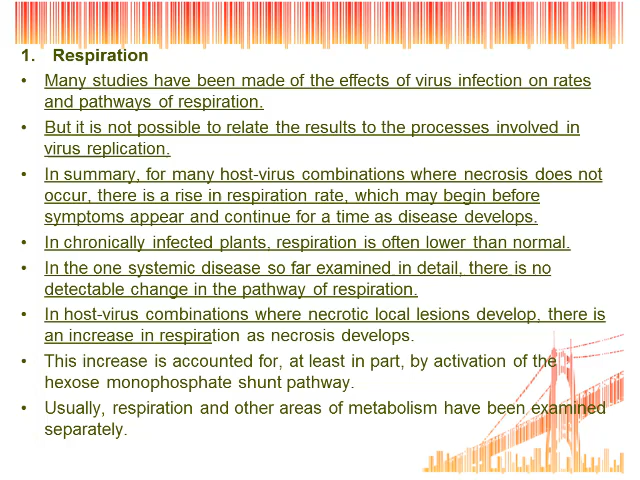 1. Respiration
• Many studies have been made of the effects of virus infection on rates
and pathways of respiration.
• But it is not possible to relate the results to the processes involved in
virus replication.
• In summary, for many host-virus combinations where necrosis does not
occur, there is a rise in respiration rate, which may begin before
symptoms appear and continue for a time as disease develops.
• In chronically infected plants, respiration is often lower than normal.
• In the one systemic disease so far examined in detail, there is no
detectable change in the pathway of respiration.
• In host-virus combinations where necrotic local lesions develop, there is
an increase in respiration as necrosis develops.
• This increase is accounted for, at least in part, by activation of the
hexose monophosphate shunt pathway.
• Usually, respiration and other areas of metabolism have been examined
separately.